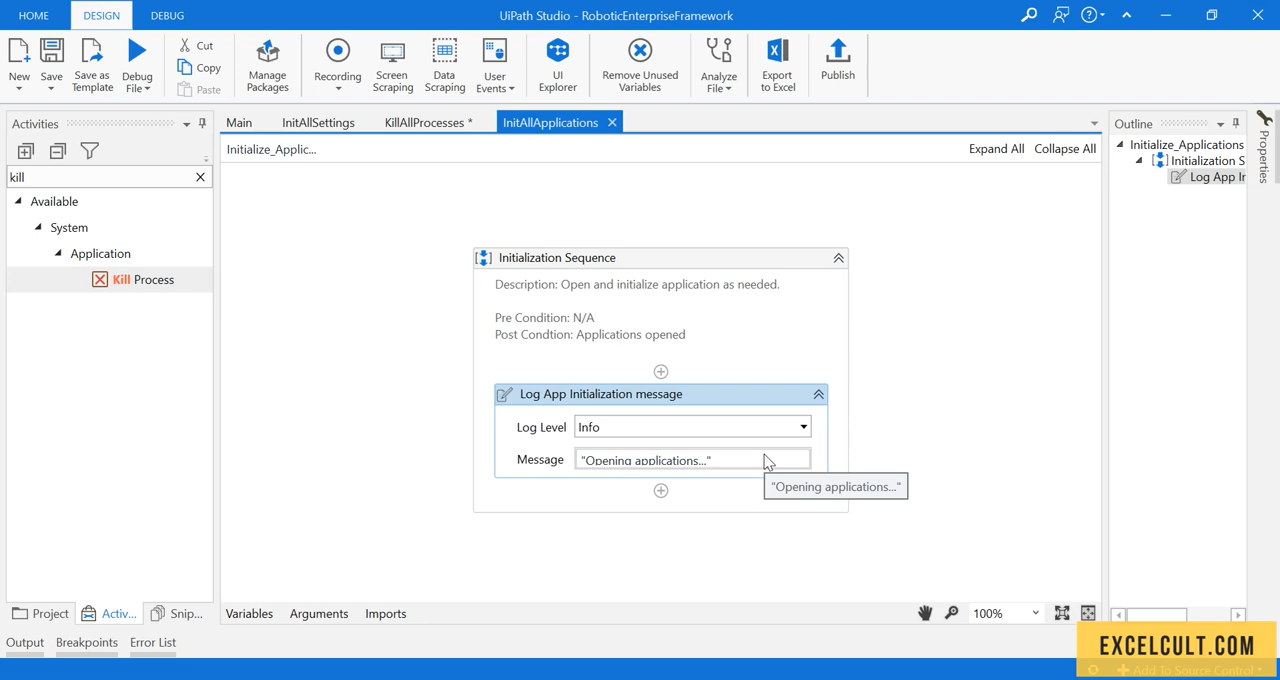 HOME DESIGN DEBUG UiPath Studio - RoboticEnterpriseFramework
New Save Save as Template Debug File Cut Copy Paste Manage Packages Recording Screen Scraping Data Scraping User Events UI Explorer Remove Unused Variables Analyze File Export to Excel Publish
Activities
Main InitAllSettings KillAllProcesses * InitAllApplications
Outline
Properties
kill
Available
System
Application
Kill Process
Initialize_Applic... Expand All Collapse All
Initialize_Applications
Initialization S
Log App Ir
Initialization Sequence
Description: Open and initialize application as needed.
Pre Condition: N/A
Post Condtion: Applications opened
Log App Initialization message
Log Level Info
Message "Opening applications..."
"Opening applications..."
Project Activ... Snip...
Variables Arguments Imports 100%
Output Breakpoints Error List
EXCELCULT.COM
Add To Source Control